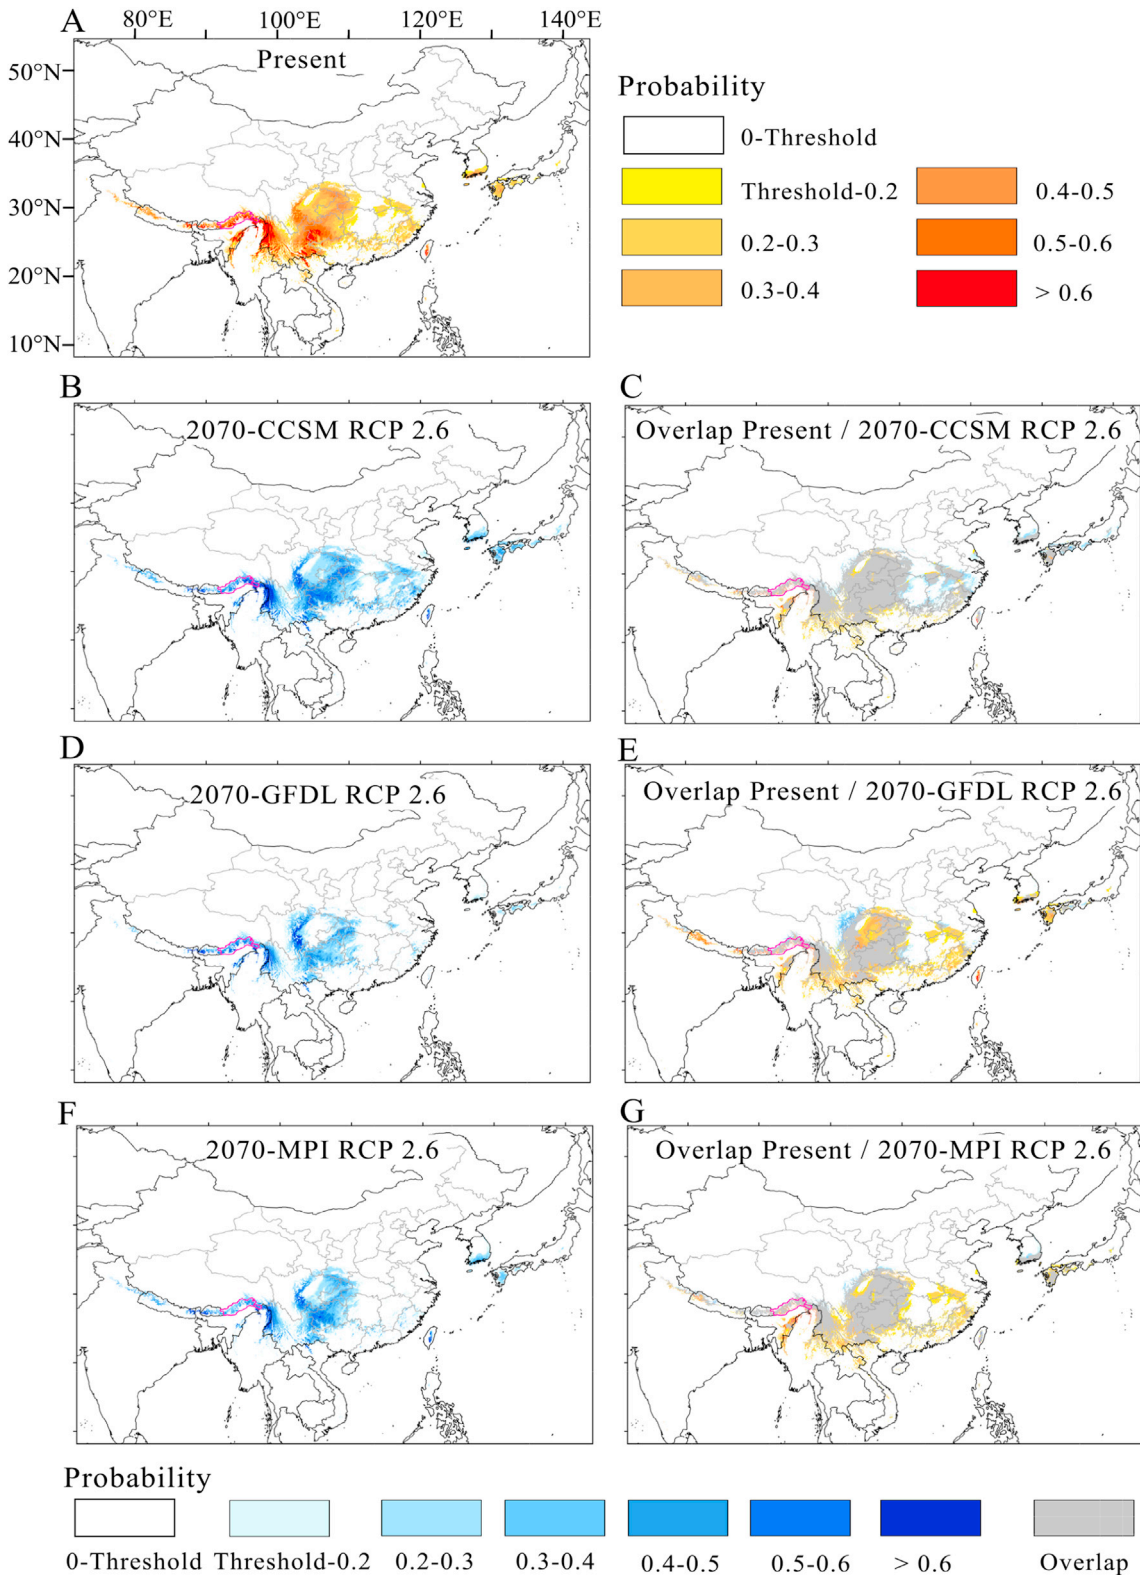 A 80°E 100°E 120°E 140°E
Present
50°N
40°N
30°N
20°N
10°N
Probability
0-Threshold
Threshold-0.2 0.4-0.5
0.2-0.3 0.5-0.6
0.3-0.4 > 0.6
B
2070-CCSM RCP 2.6
C
Overlap Present / 2070-CCSM RCP 2.6
D
2070-GFDL RCP 2.6
E
Overlap Present / 2070-GFDL RCP 2.6
F
2070-MPI RCP 2.6
G
Overlap Present / 2070-MPI RCP 2.6
Probability
0-Threshold Threshold-0.2 0.2-0.3 0.3-0.4 0.4-0.5 0.5-0.6 > 0.6 Overlap